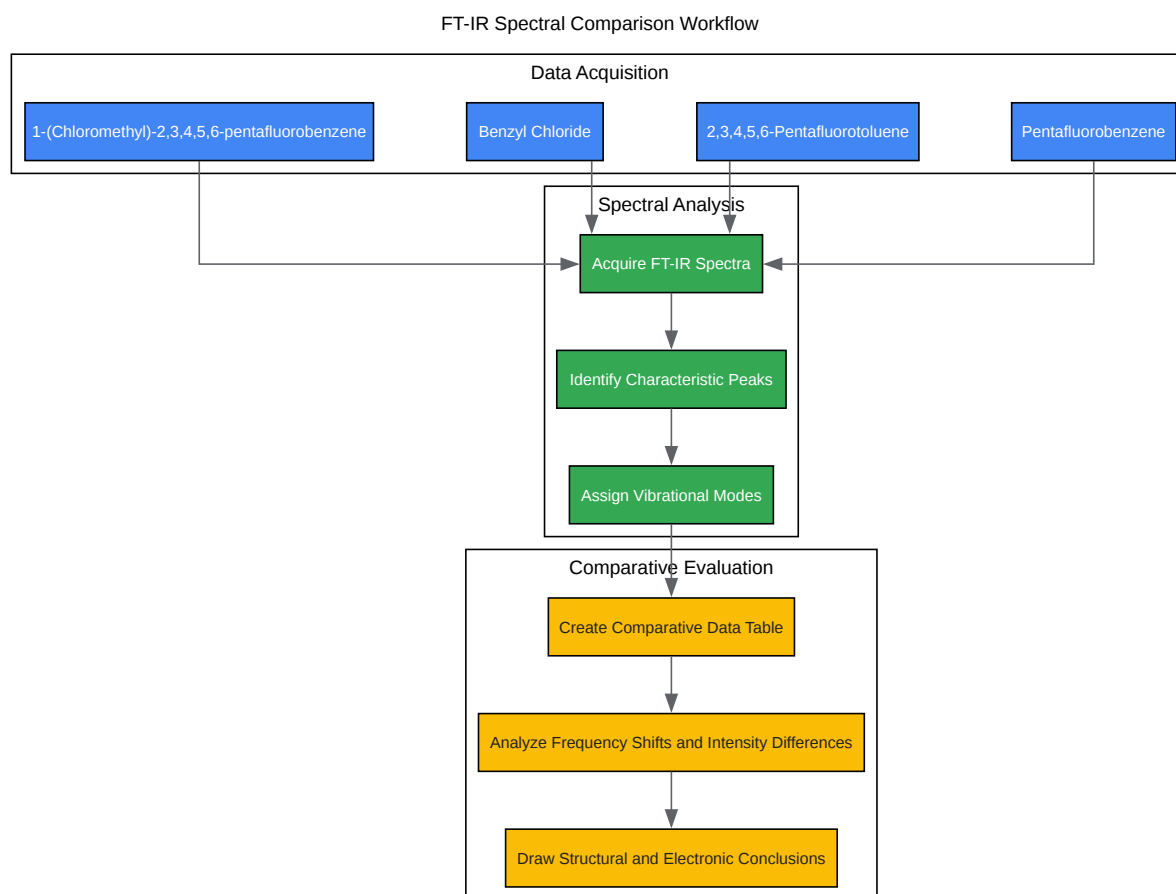 FT-IR Spectral Comparison Workflow
Data Acquisition
1-(Chloromethyl)-2,3,4,5,6-pentafluorobenzene
Benzyl Chloride
2,3,4,5,6-Pentafluorotoluene
Pentafluorobenzene
Spectral Analysis
Acquire FT-IR Spectra
Identify Characteristic Peaks
Assign Vibrational Modes
Comparative Evaluation
Create Comparative Data Table
Analyze Frequency Shifts and Intensity Differences
Draw Structural and Electronic Conclusions